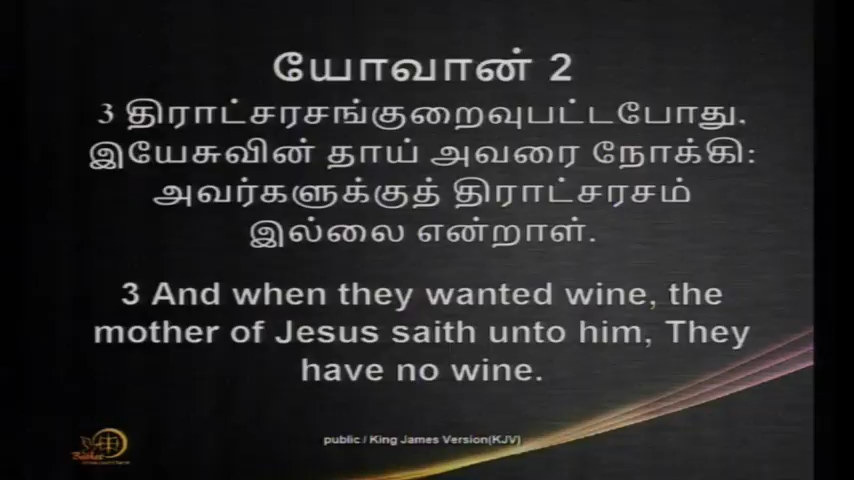 யோவான் 2
3 திராட்சரசங்குறைவுபட்டபோது,
இயேசுவின் தாய் அவரை நோக்கி:
அவர்களுக்குத் திராட்சரசம்
இல்லை என்றாள்.
3 And when they wanted wine, the
mother of Jesus saith unto him, They
have no wine.
public / King James Version(KJV)